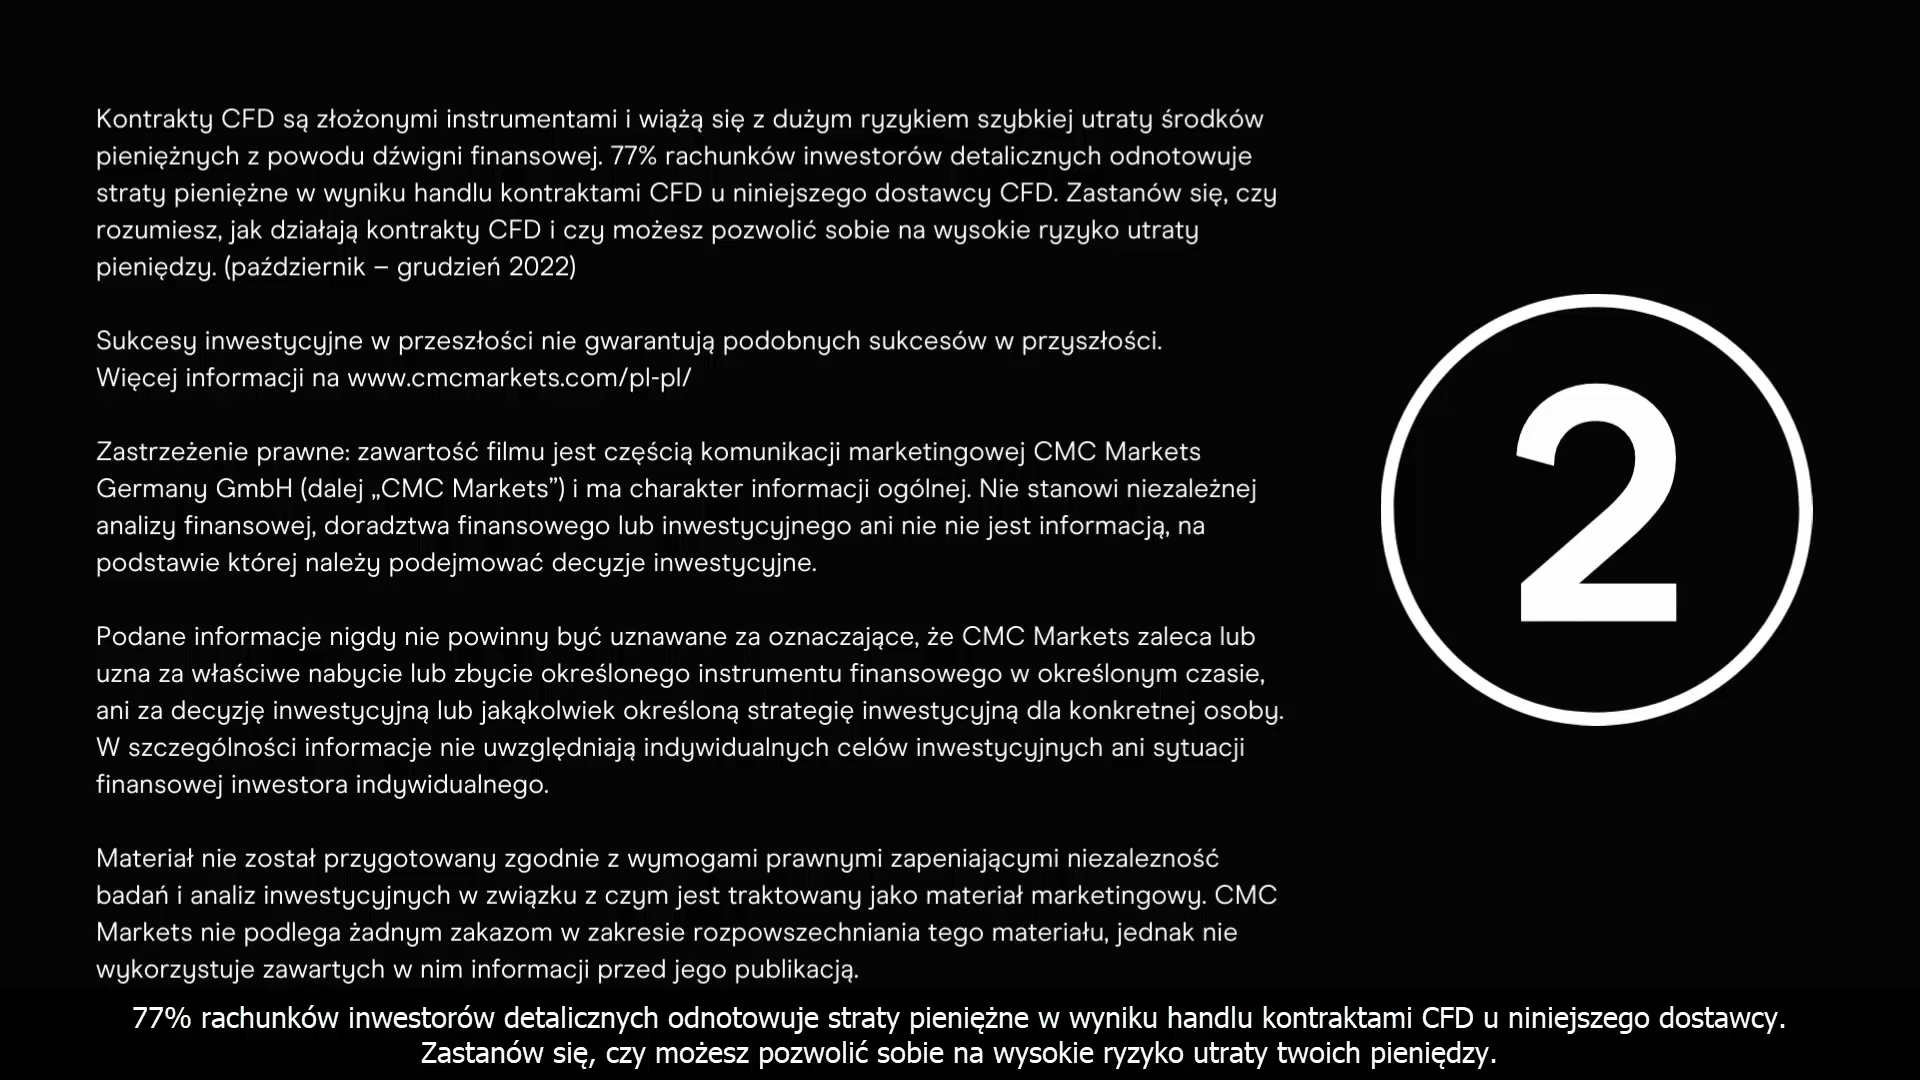 Kontrakty CFD są złożonymi instrumentami i wiążą się z dużym ryzykiem szybkiej utraty środków
pieniężnych z powodu dźwigni finansowej. 77% rachunków inwestorów detalicznych odnotowuje
straty pieniężne w wyniku handlu kontraktami CFD u niniejszego dostawcy CFD. Zastanów się, czy
rozumiesz, jak działają kontrakty CFD i czy możesz pozwolić sobie na wysokie ryzyko utraty
pieniędzy. (październik – grudzień 2022)
Sukcesy inwestycyjne w przeszłości nie gwarantują podobnych sukcesów w przyszłości.
Więcej informacji na www.cmcmarkets.com/pl-pl/
Zastrzeżenie prawne: zawartość filmu jest częścią komunikacji marketingowej CMC Markets
Germany GmbH (dalej „CMC Markets”) i ma charakter informacji ogólnej. Nie stanowi niezależnej
analizy finansowej, doradztwa finansowego lub inwestycyjnego ani nie nie jest informacją, na
podstawie której należy podejmować decyzje inwestycyjne.
Podane informacje nigdy nie powinny być uznawane za oznaczające, że CMC Markets zaleca lub
uzna za właściwe nabycie lub zbycie określonego instrumentu finansowego w określonym czasie,
ani za decyzję inwestycyjną lub jakąkolwiek określoną strategię inwestycyjną dla konkretnej osoby.
W szczególności informacje nie uwzględniają indywidualnych celów inwestycyjnych ani sytuacji
finansowej inwestora indywidualnego.
Materiał nie został przygotowany zgodnie z wymogami prawnymi zapeniającymi niezalezność
badań i analiz inwestycyjnych w związku z czym jest traktowany jako materiał marketingowy. CMC
Markets nie podlega żadnym zakazom w zakresie rozpowszechniania tego materiału, jednak nie
wykorzystuje zawartych w nim informacji przed jego publikacją.
2
77% rachunków inwestorów detalicznych odnotowuje straty pieniężne w wyniku handlu kontraktami CFD u niniejszego dostawcy.
Zastanów się, czy możesz pozwolić sobie na wysokie ryzyko utraty twoich pieniędzy.